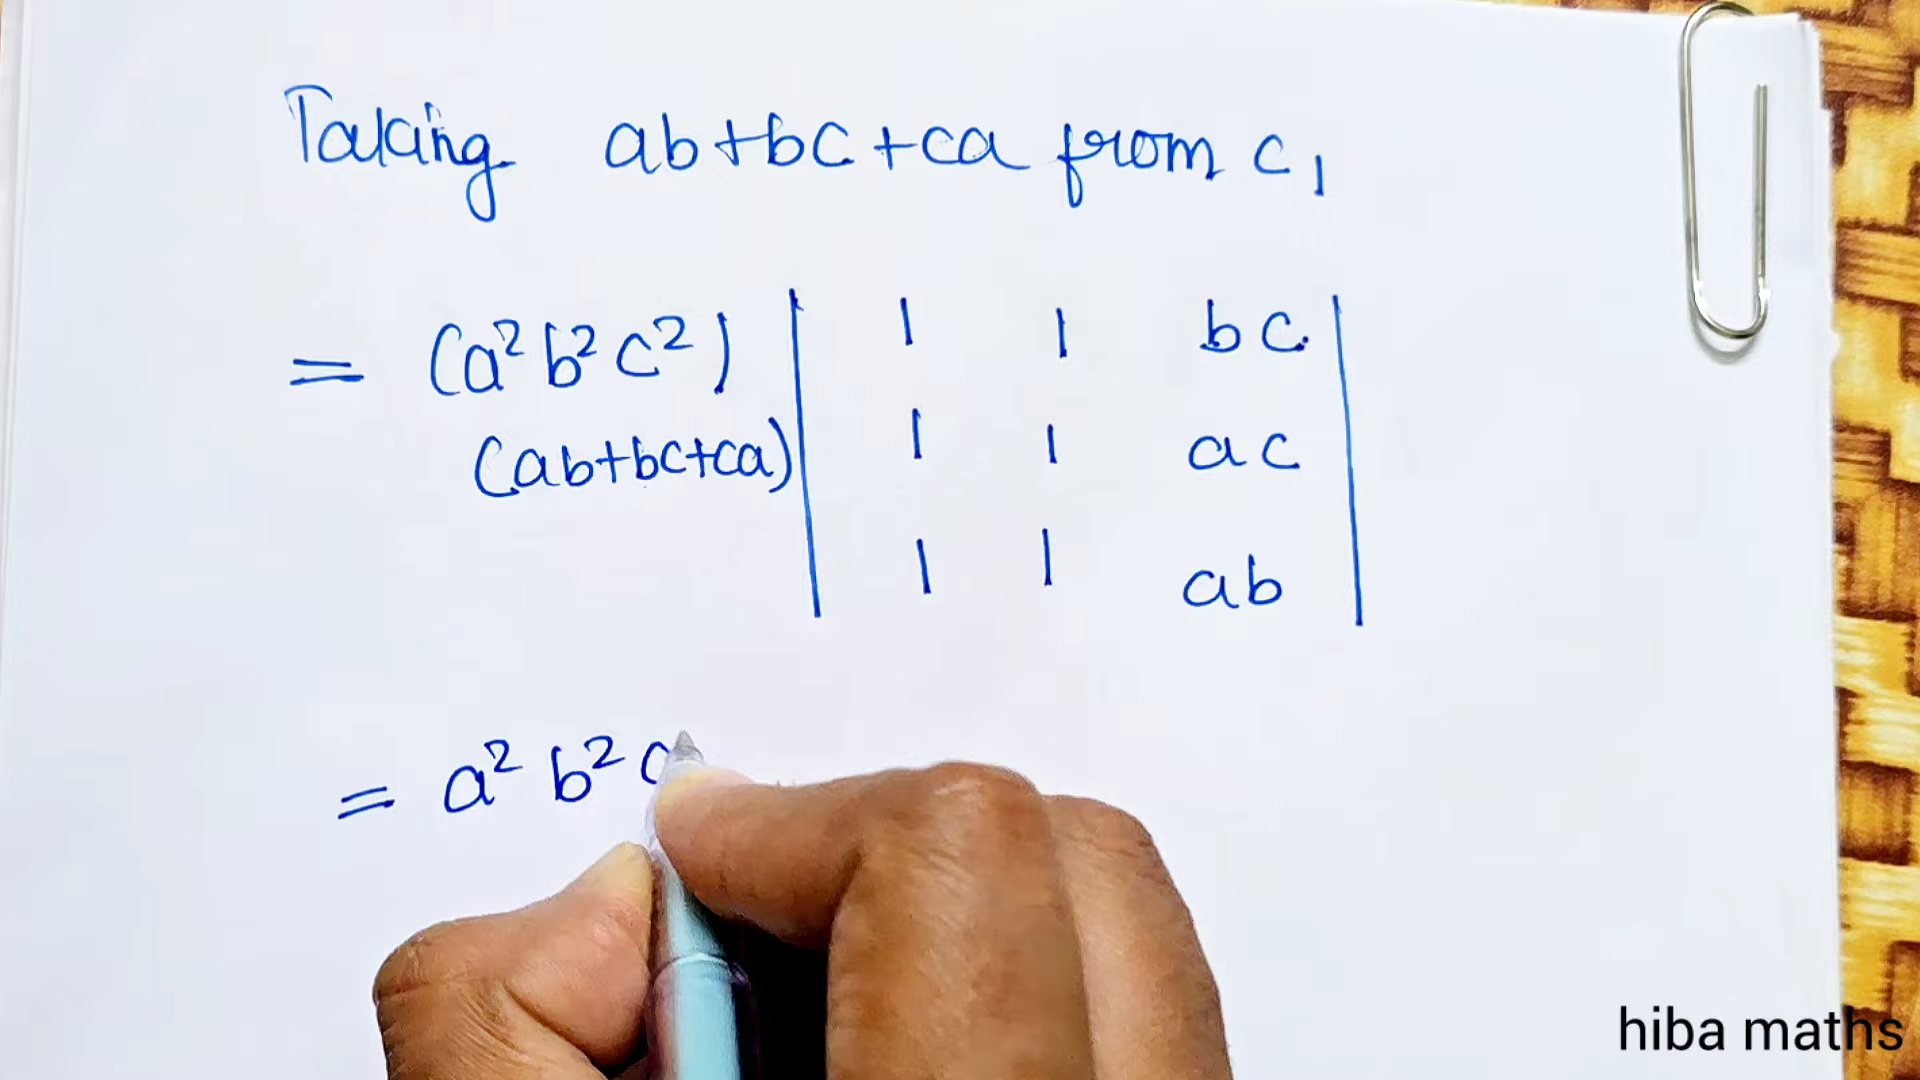 Taking ab+bc+ca from c₁
= (a²b²c²) | 1 1 bc |
(ab+bc+ca) | 1 1 ac |
| 1 1 ab |
= a² b² c
hiba maths